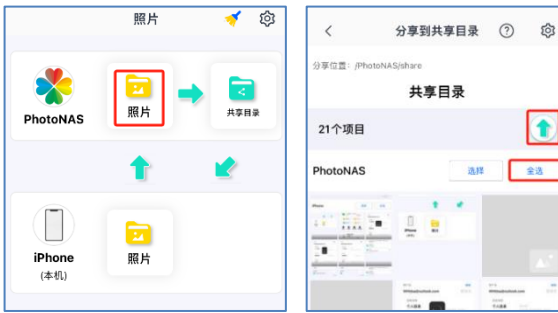 照片
PhotoNAS
照片
共享目录
iPhone
(本机)
照片
分享到共享目录
分享位置：/PhotoNAS/share
共享目录
21个项目
PhotoNAS
选择
全选